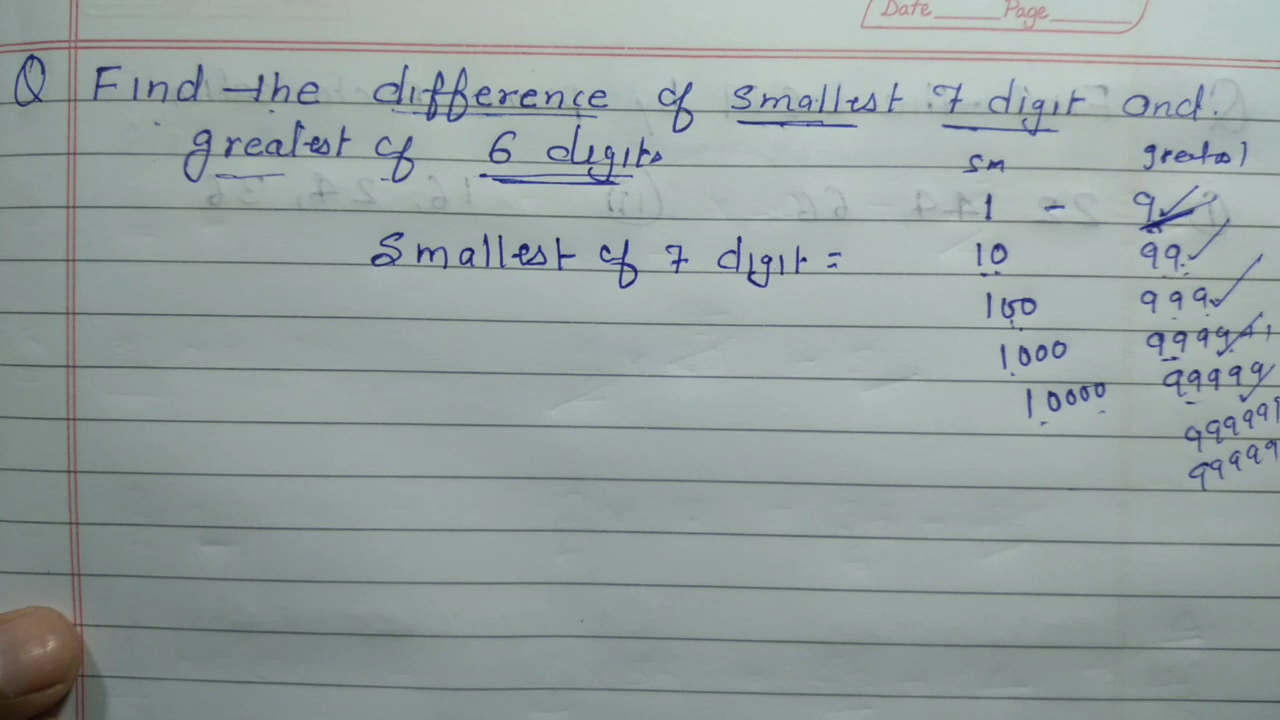 Date Page
Q Find the difference of smallest 7 digit and.
greatest of 6 digits
sm greatest
1 - 9
Smallest of 7 digit = 10 99
100 999
1000 9999
10000 99999
999999
99999